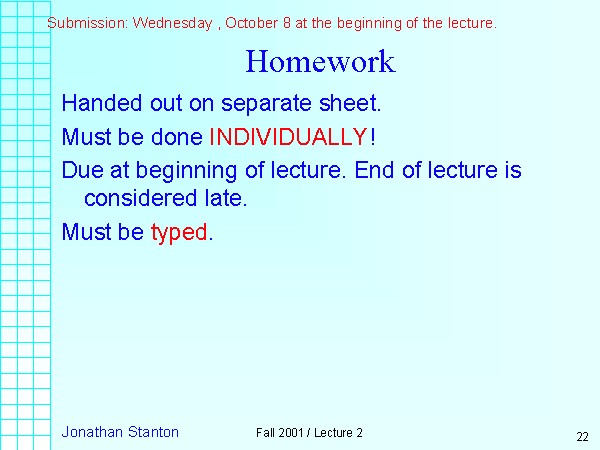 Submission: Wednesday , October 8 at the beginning of the lecture.
Homework
Handed out on separate sheet.
Must be done INDIVIDUALLY!
Due at beginning of lecture. End of lecture is
considered late.
Must be typed.
Jonathan Stanton
Fall 2001 / Lecture 2
22